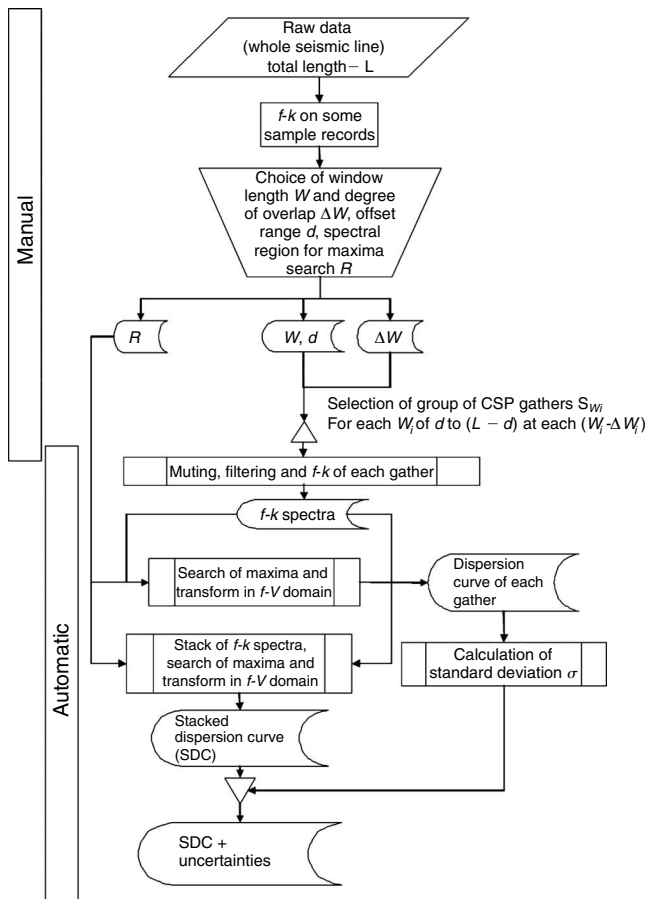 Raw data
(whole seismic line)
total length– L
f-k on some
sample records
Choice of window
length W and degree
of overlap ΔW, offset
range d, spectral
region for maxima
search R
Manual
R
W, d
ΔW
Selection of group of CSP gathers S_Wi
For each W_i of d to (L – d) at each (W_i-ΔW_i)
Muting, filtering and f-k of each gather
f-k spectra
Search of maxima and
transform in f-V domain
Dispersion
curve of each
gather
Automatic
Stack of f-k spectra,
search of maxima and
transform in f-V domain
Calculation of
standard deviation σ
Stacked
dispersion curve
(SDC)
SDC +
uncertainties